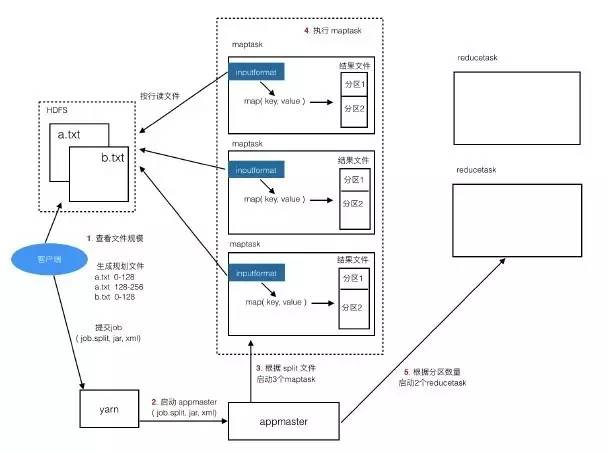 4. 执行 maptask
maptask
inputformat
map( key, value )
结果文件
分区1
分区2
reducetask
按行读文件
HDFS
a.txt
b.txt
maptask
inputformat
map( key, value )
结果文件
分区1
分区2
reducetask
1. 查看文件规模
客户端
生成规划文件
a.txt 0-128
a.txt 128-256
b.txt 0-128
maptask
inputformat
map( key, value )
结果文件
分区1
分区2
提交job
( job.split, jar, xml)
3. 根据 split 文件
启动3个maptask
5. 根据分区数量
启动2个reducetask
yarn
2. 启动 appmaster
( job.split, jar, xml)
appmaster